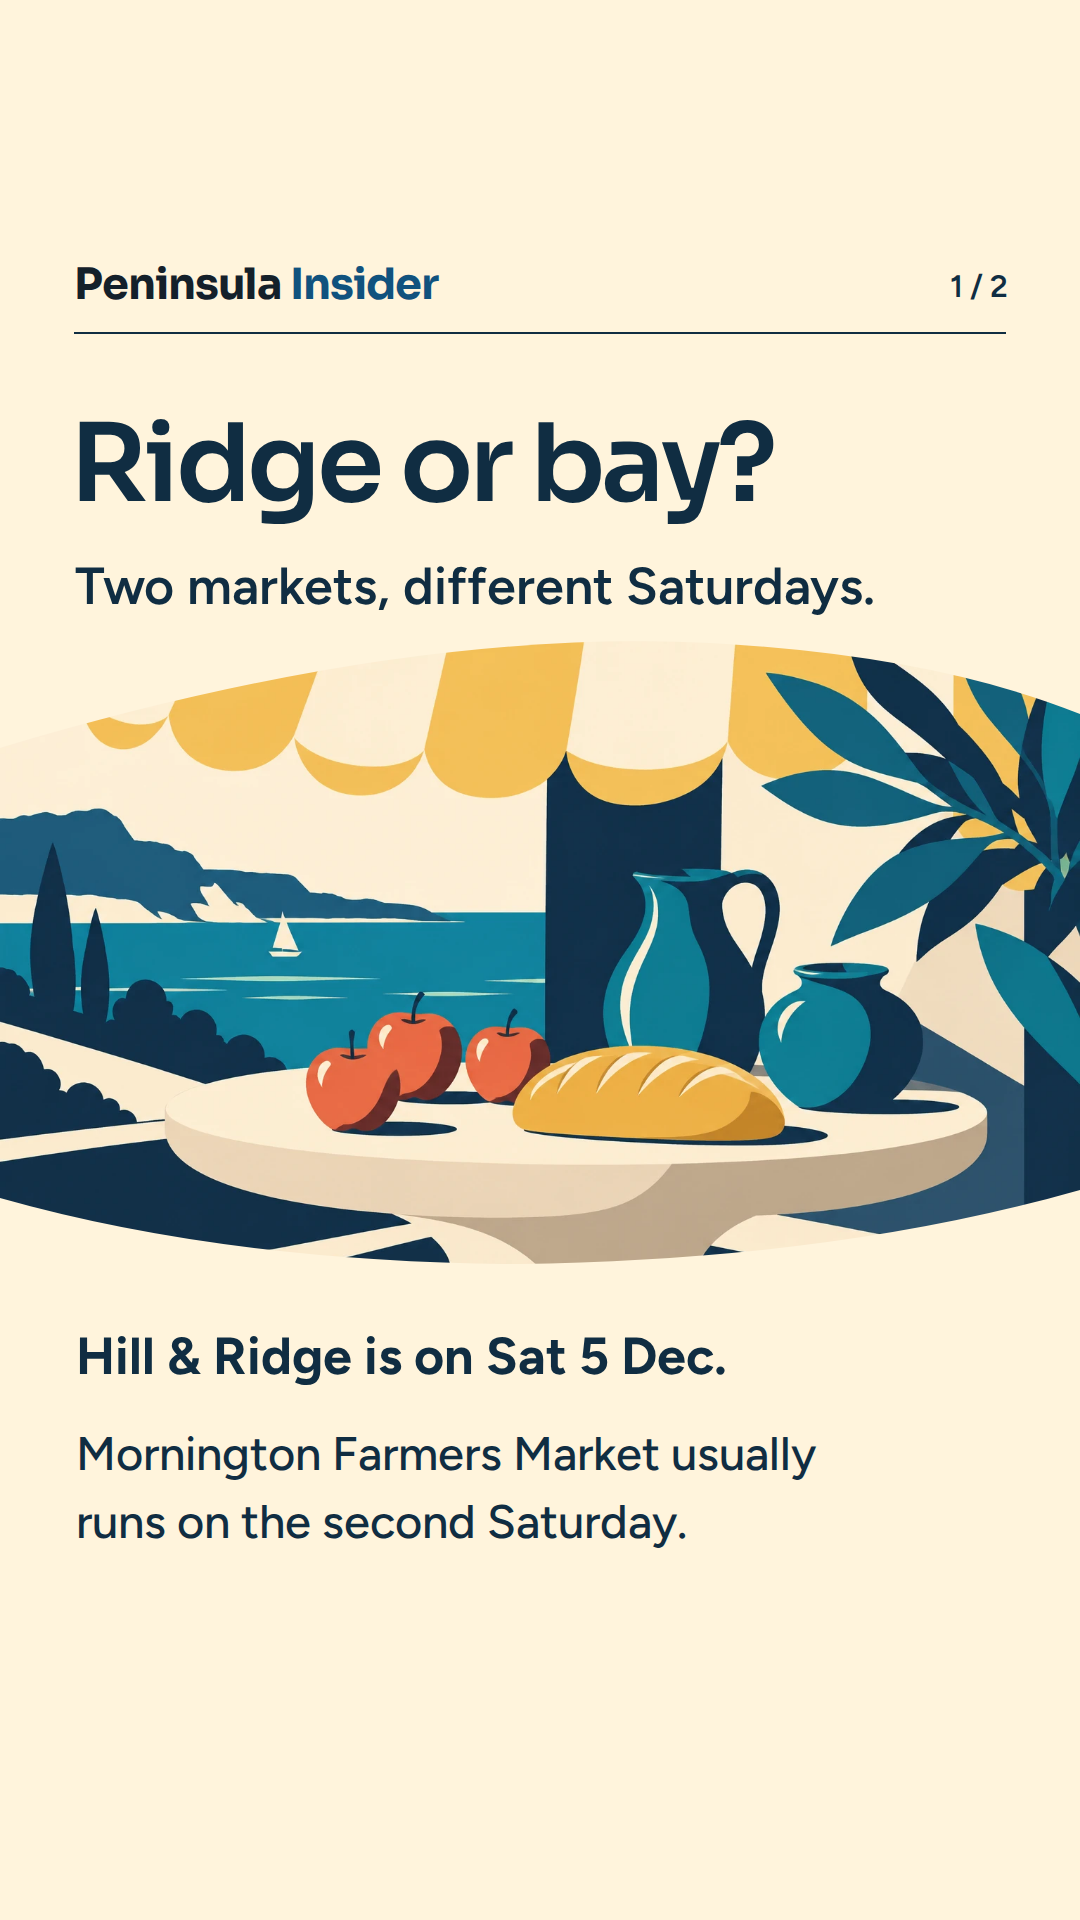 Peninsula Insider
1 / 2
Ridge or bay?
Two markets, different Saturdays.
Hill & Ridge is on Sat 5 Dec.
Mornington Farmers Market usually
runs on the second Saturday.